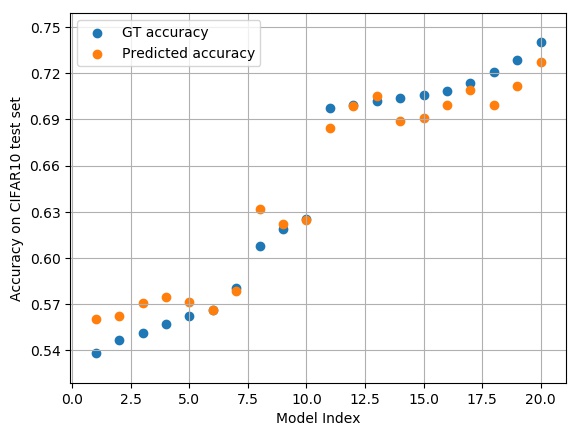 GT accuracy
Predicted accuracy
Accuracy on CIFAR10 test set
0.75
0.72
0.69
0.66
0.63
0.60
0.57
0.54
0.0 2.5 5.0 7.5 10.0 12.5 15.0 17.5 20.0
Model Index